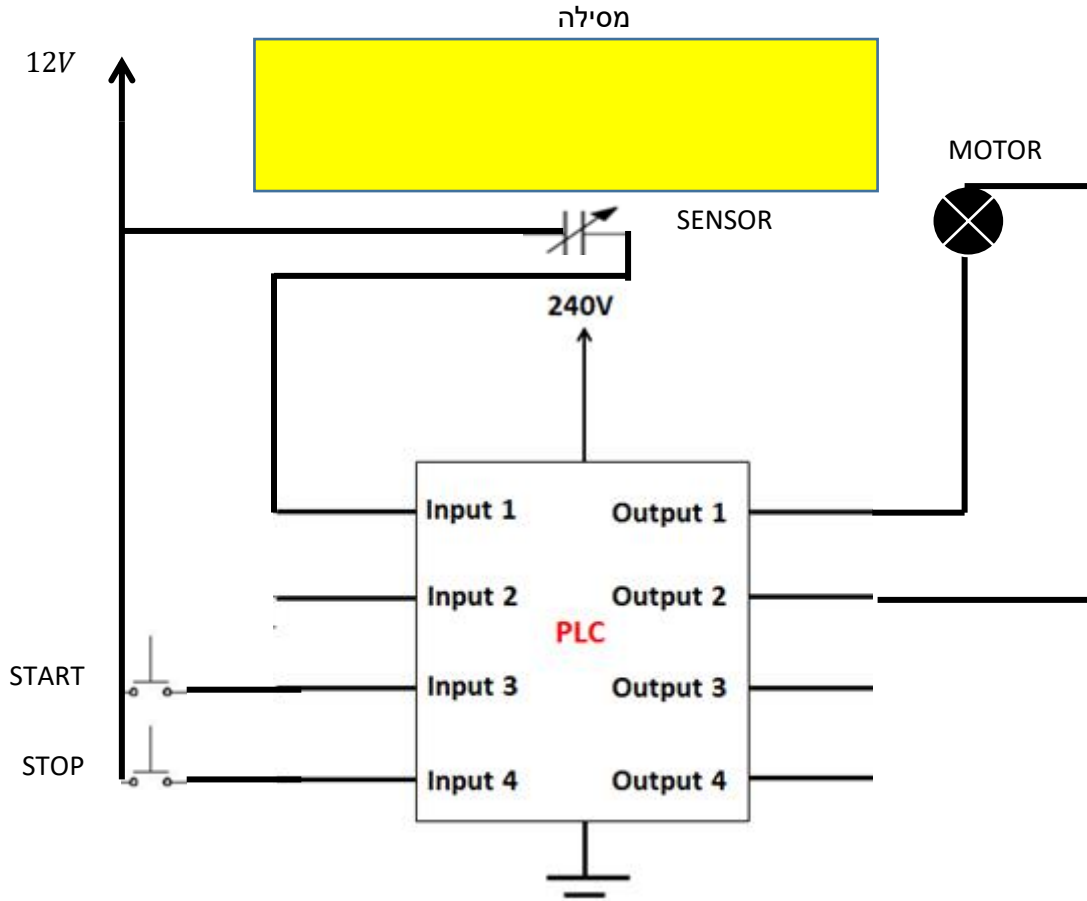 מסילה
12V
MOTOR
SENSOR
240V
Input 1
Output 1
Input 2
Output 2
PLC
START
Input 3
Output 3
STOP
Input 4
Output 4